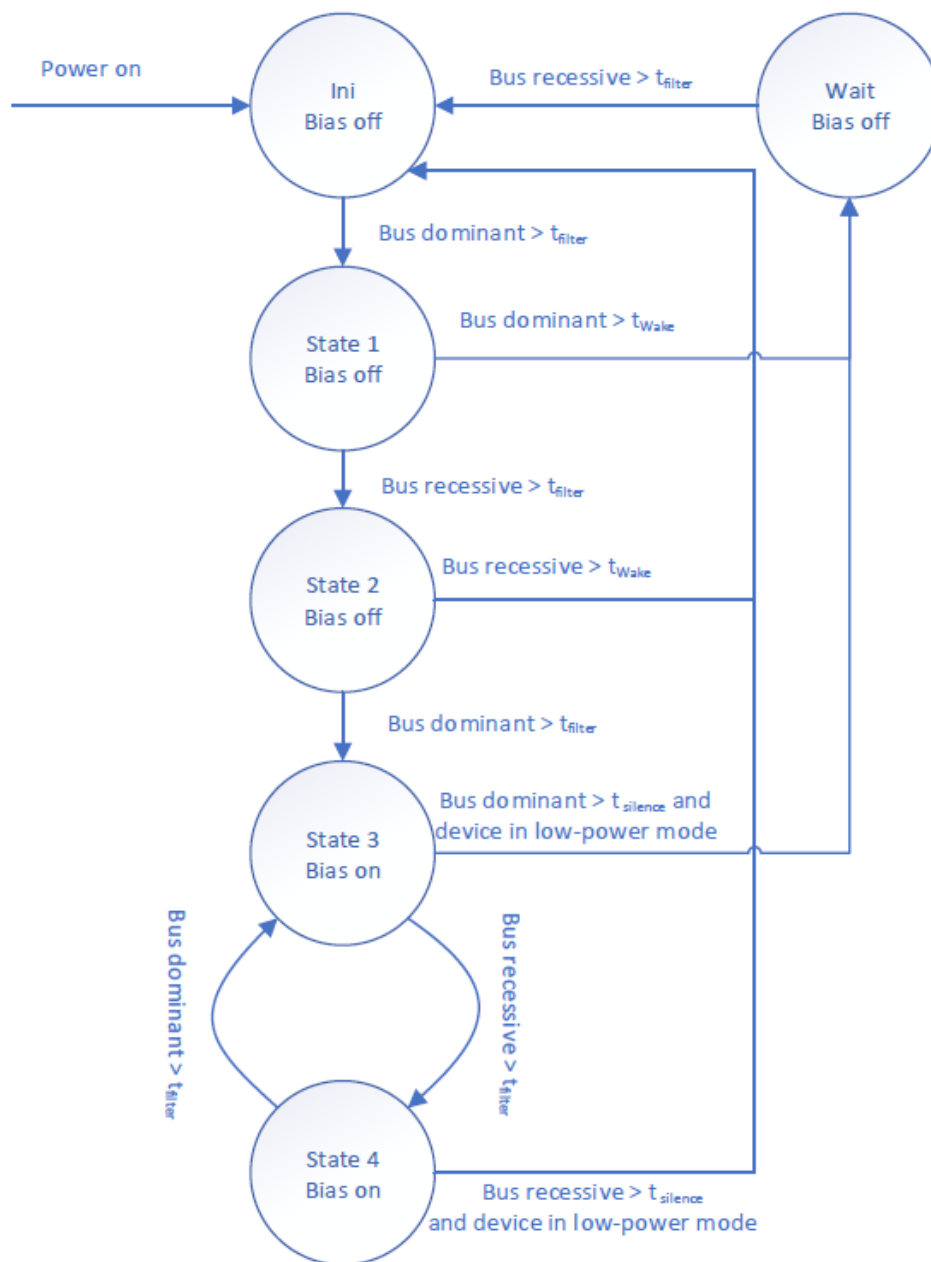 Power on
Ini
Bias off
Bus recessive > tfilter
Wait
Bias off
Bus dominant > tfilter
State 1
Bias off
Bus dominant > tWake
Bus recessive > tfilter
State 2
Bias off
Bus recessive > tWake
Bus dominant > tfilter
State 3
Bias on
Bus dominant > tsilence and
device in low-power mode
Bus dominant > tfilter
Bus recessive > tfilter
State 4
Bias on
Bus recessive > tsilence
and device in low-power mode